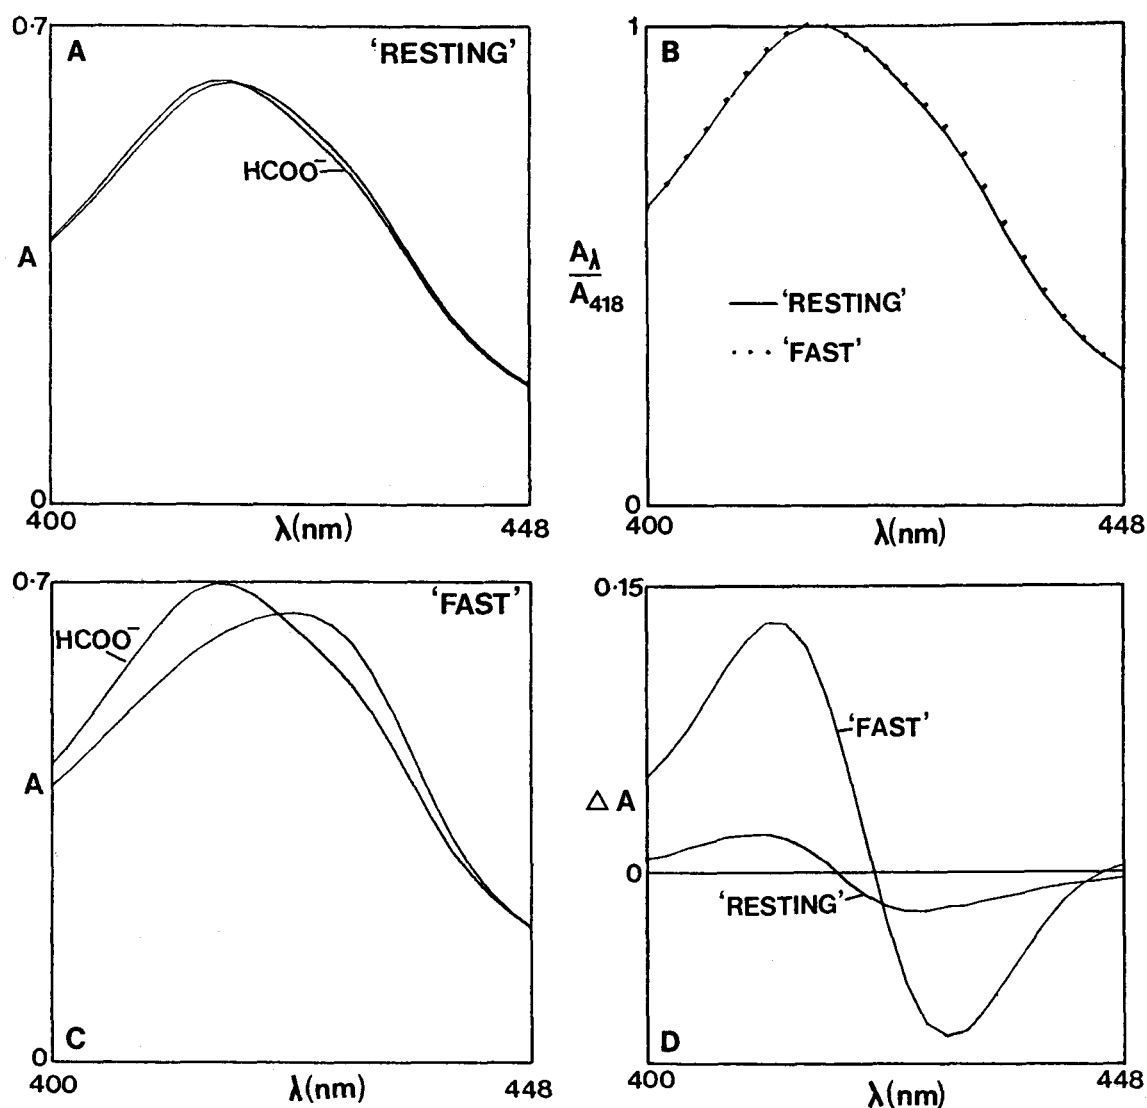 0·7
A
'RESTING'
HCOO⁻
A
0
400
λ(nm)
448
1
B
Aλ
A418
'RESTING'
'FAST'
0
400
λ(nm)
448
0·7
'FAST'
HCOO⁻
A
0
C
400
λ(nm)
448
0·15
'FAST'
△ A
0
'RESTING'
D
400
λ(nm)
448